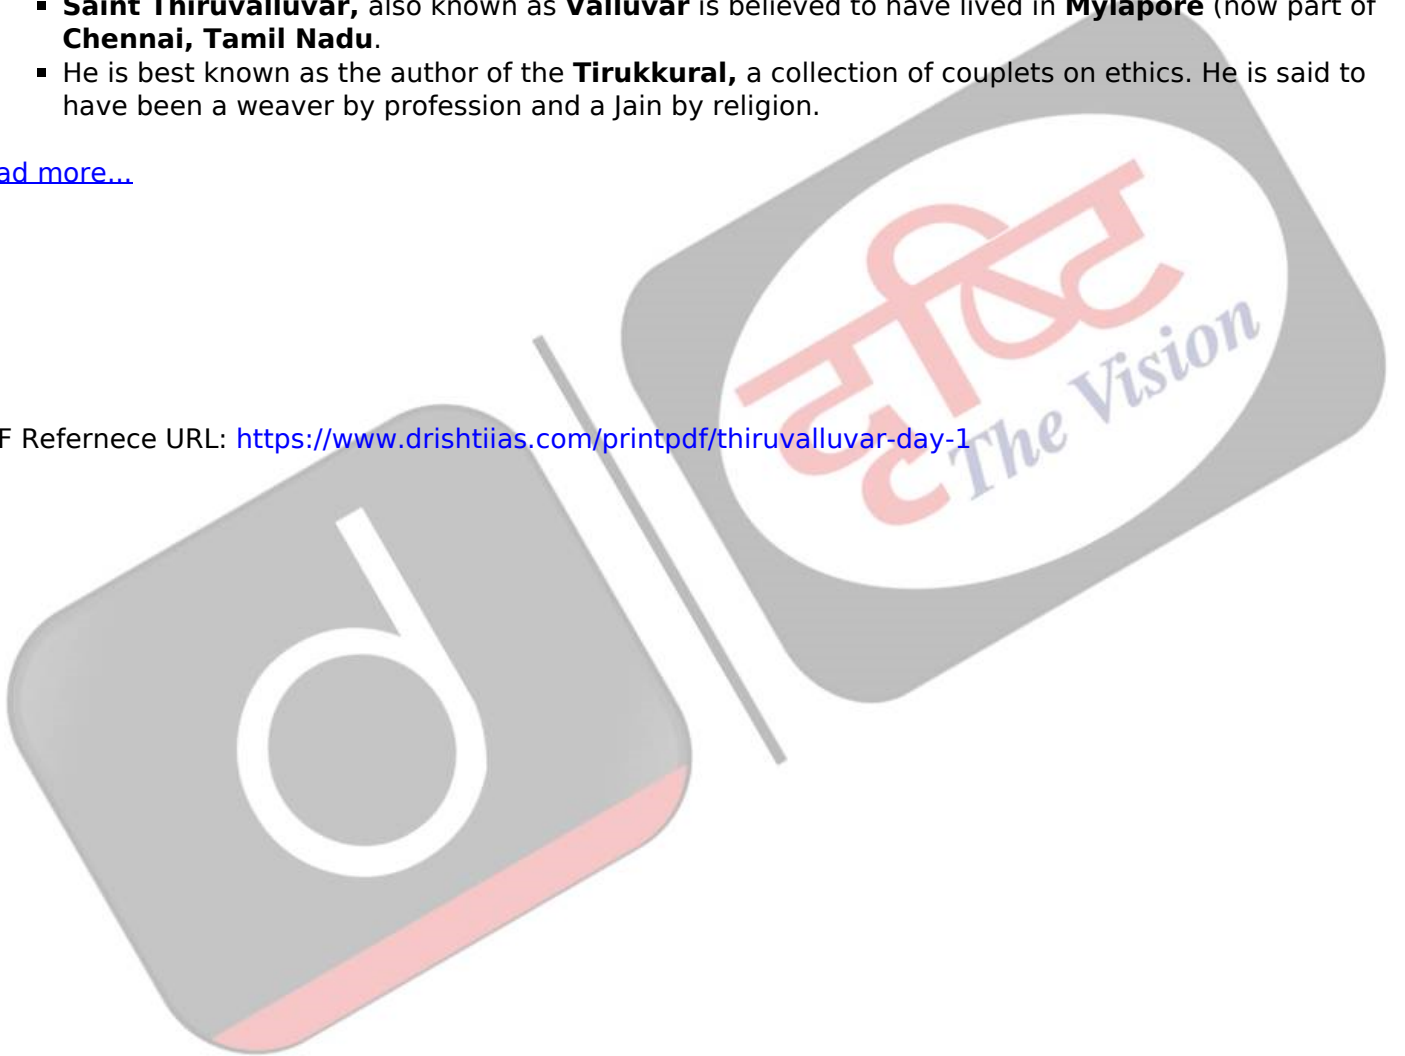 Saint Thiruvalluvar, also known as Valluvar is believed to have lived in Mylapore (now part of
Chennai, Tamil Nadu.
He is best known as the author of the Tirukkural, a collection of couplets on ethics. He is said to
have been a weaver by profession and a Jain by religion.
ad more...
F Refernece URL: https://www.drishtiias.com/printpdf/thiruvalluvar-day-1
दृष्टि
The Vision
d